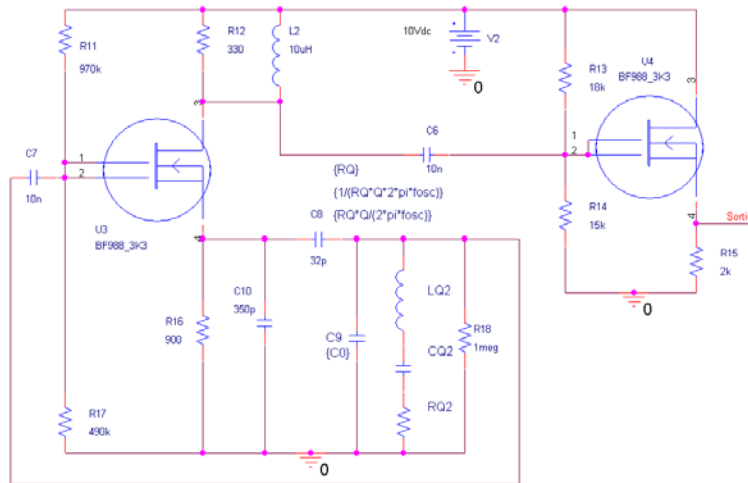 R11
970k
R12
330
L2
10uH
10Vdc
V2
0
R13
18k
U4
BF988_3K3
3
3
1
2
C6
10n
1
2
C7
10n
U3
BF988_3K3
{RQ}
{1/(RQ*Q*2*pi*fosc)}
{RQ*Q/(2*pi*fosc)}
C8
32p
4
R14
15k
4
Sorti
R15
2k
0
C10
350p
R16
900
C9
{C0}
LQ2
CQ2
RQ2
R18
1meg
R17
490k
0